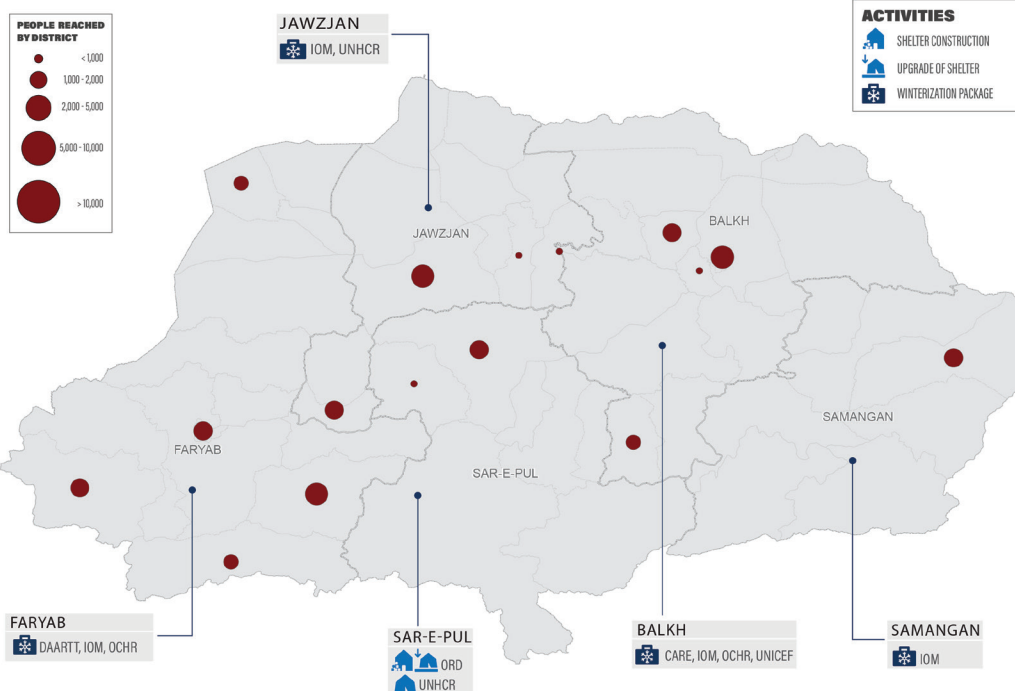 PEOPLE REACHED
BY DISTRICT
< 1,000
1,000 - 2,000
2,000 - 5,000
5,000 - 10,000
> 10,000
JAWZJAN
IOM, UNHCR
ACTIVITIES
SHELTER CONSTRUCTION
UPGRADE OF SHELTER
WINTERIZATION PACKAGE
JAWZJAN
BALKH
SAMANGAN
FARYAB
SAR-E-PUL
FARYAB
DAARTT, IOM, OCHR
SAR-E-PUL
ORD
UNHCR
BALKH
CARE, IOM, OCHR, UNICEF
SAMANGAN
IOM